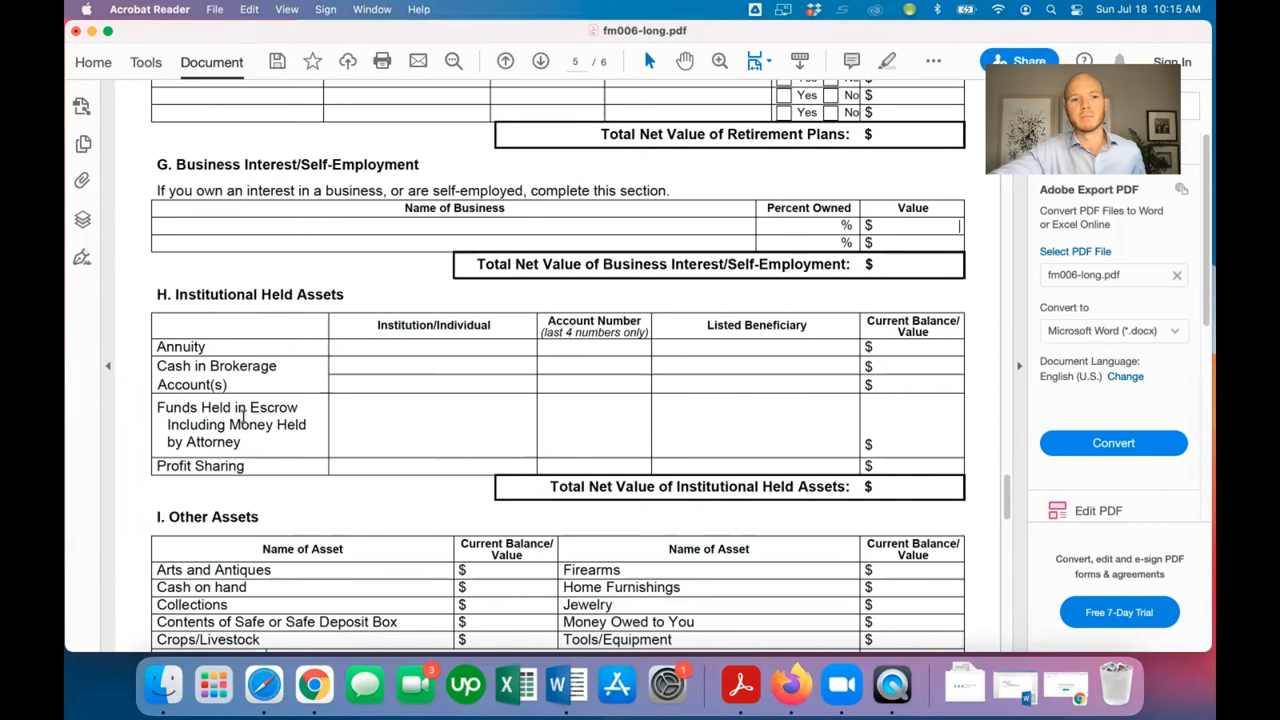 Acrobat Reader File Edit View Sign Window Help Sun Jul 18 10:15 AM
fm006-long.pdf
Home Tools Document 5 / 6 Share Sign In
Yes No $
Yes No $
Total Net Value of Retirement Plans: $
G. Business Interest/Self-Employment
If you own an interest in a business, or are self-employed, complete this section.
Name of Business Percent Owned Value
% $
% $
Total Net Value of Business Interest/Self-Employment: $
H. Institutional Held Assets
Institution/Individual Account Number (last 4 numbers only) Listed Beneficiary Current Balance/ Value
Annuity $
Cash in Brokerage $
Account(s) $
Funds Held in Escrow
Including Money Held
by Attorney $
Profit Sharing $
Total Net Value of Institutional Held Assets: $
I. Other Assets
Name of Asset Current Balance/ Value Name of Asset Current Balance/ Value
Arts and Antiques $ Firearms $
Cash on hand $ Home Furnishings $
Collections $ Jewelry $
Contents of Safe or Safe Deposit Box $ Money Owed to You $
Crops/Livestock $ Tools/Equipment $
Adobe Export PDF
Convert PDF Files to Word
or Excel Online
Select PDF File
fm006-long.pdf
Convert to
Microsoft Word (*.docx)
Document Language:
English (U.S.) Change
Convert
Edit PDF
Convert, edit and e-sign PDF
forms & agreements
Free 7-Day Trial
3
up
1